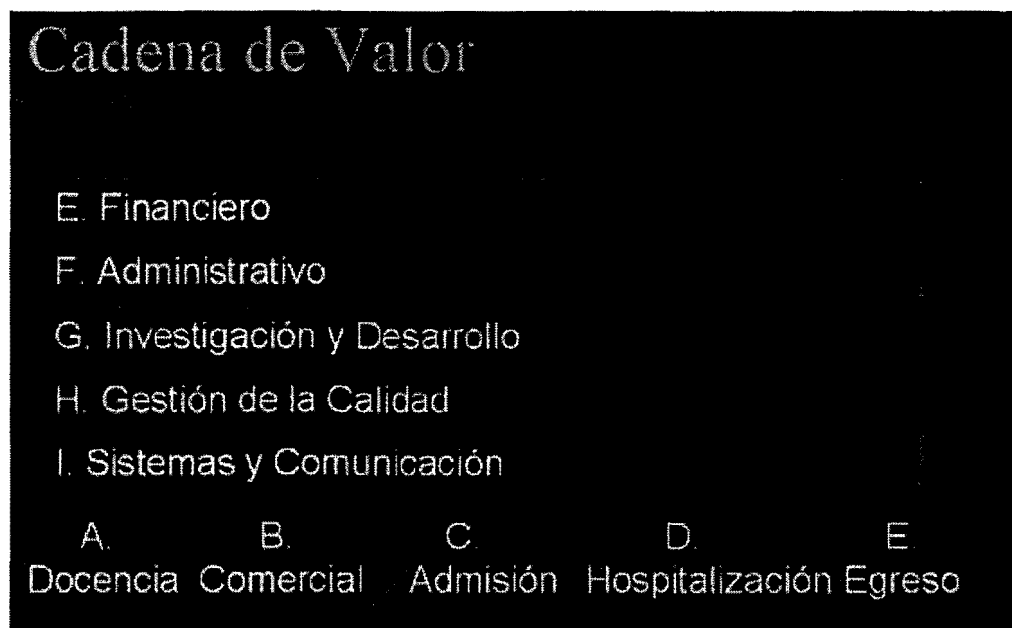 Cadena de Valor
E. Financiero
F. Administrativo
G. Investigación y Desarrollo
H. Gestión de la Calidad
I. Sistemas y Comunicación
A. B. C. D. E.
Docencia Comercial Admisión Hospitalización Egreso